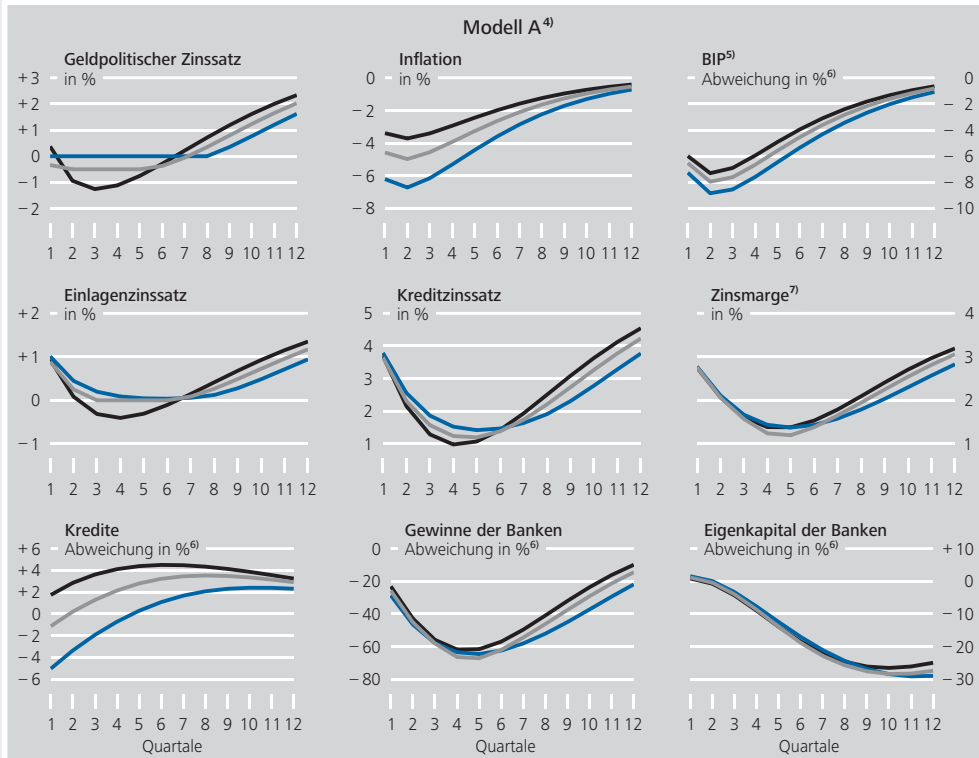 Modell A⁴⁾
Geldpolitischer Zinssatz
in %
+3
+2
+1
0
−1
−2
1 2 3 4 5 6 7 8 9 10 11 12
Inflation
in %
0
−2
−4
−6
−8
1 2 3 4 5 6 7 8 9 10 11 12
BIP⁵⁾
Abweichung in %⁶⁾
0
−2
−4
−6
−8
−10
1 2 3 4 5 6 7 8 9 10 11 12
Einlagenzinssatz
in %
+2
+1
0
−1
1 2 3 4 5 6 7 8 9 10 11 12
Kreditzinssatz
in %
5
4
3
2
1
1 2 3 4 5 6 7 8 9 10 11 12
Zinsmarge⁷⁾
in %
4
3
2
1
1 2 3 4 5 6 7 8 9 10 11 12
Kredite
Abweichung in %⁶⁾
+6
+4
+2
0
−2
−4
−6
1 2 3 4 5 6 7 8 9 10 11 12
Quartale
Gewinne der Banken
Abweichung in %⁶⁾
0
−20
−40
−60
−80
1 2 3 4 5 6 7 8 9 10 11 12
Quartale
Eigenkapital der Banken
Abweichung in %⁶⁾
+10
0
−10
−20
−30
1 2 3 4 5 6 7 8 9 10 11 12
Quartale